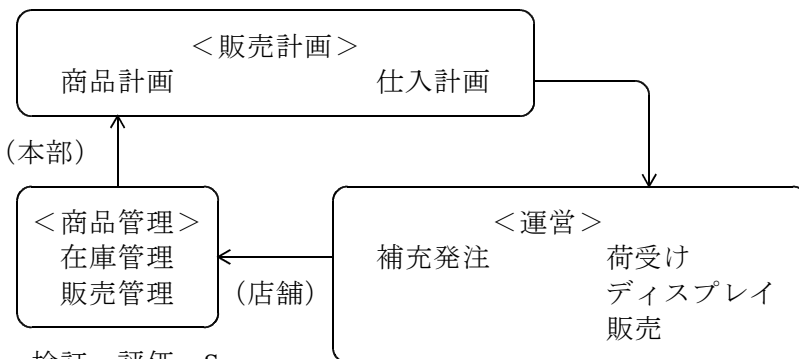 ＜販売計画＞
商品計画 仕入計画
（本部）
＜商品管理＞
在庫管理
販売管理
（店舗）
＜運営＞
補充発注 荷受け
ディスプレイ
販売